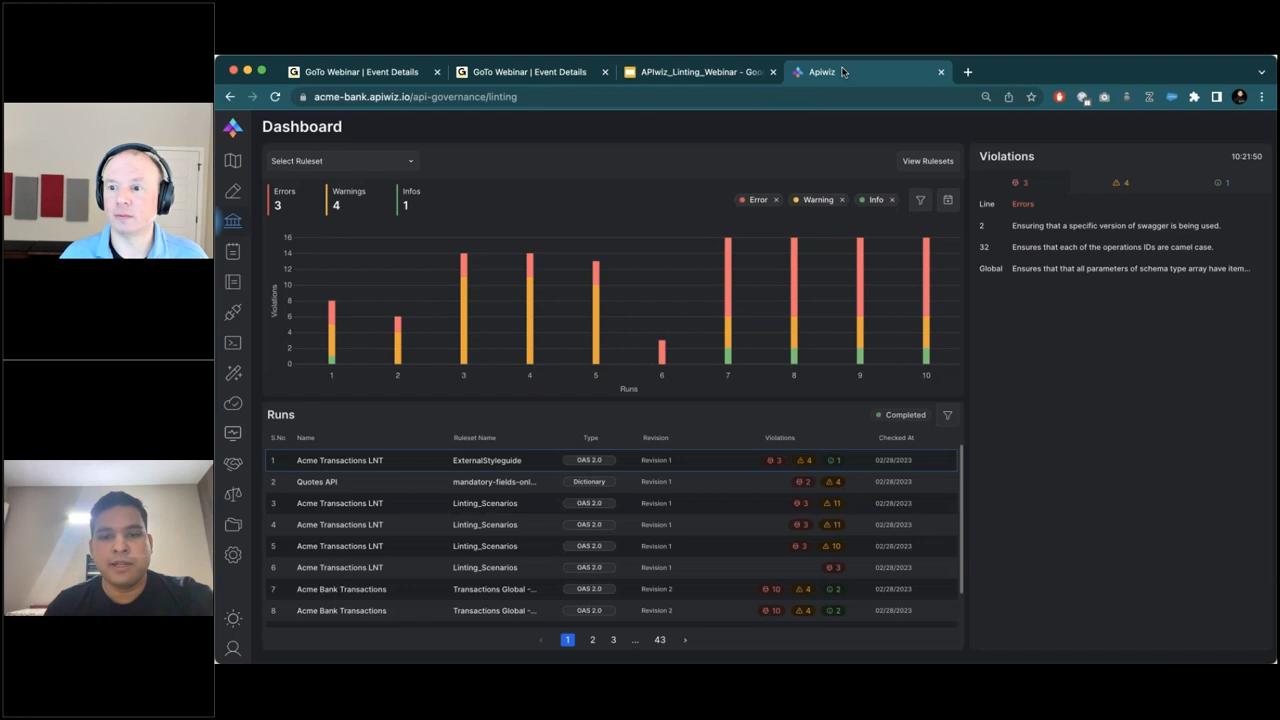 GoTo Webinar | Event Details
GoTo Webinar | Event Details
APIwiz_Linting_Webinar - Goo
Apiwiz
acme-bank.apiwiz.io/api-governance/linting
Dashboard
Select Ruleset
View Rulesets
Errors
3
Warnings
4
Infos
1
Error
Warning
Info
16
14
12
10
8
6
4
2
0
Violations
1 2 3 4 5 6 7 8 9 10
Runs
Runs
Completed
S.No Name Ruleset Name Type Revision Violations Checked At
1 Acme Transactions LNT ExternalStyleguide OAS 2.0 Revision 1 3 4 1 02/28/2023
2 Quotes API mandatory-fields-onl... Dictionary Revision 1 2 4 02/28/2023
3 Acme Transactions LNT Linting_Scenarios OAS 2.0 Revision 1 3 11 02/28/2023
4 Acme Transactions LNT Linting_Scenarios OAS 2.0 Revision 1 3 11 02/28/2023
5 Acme Transactions LNT Linting_Scenarios OAS 2.0 Revision 1 3 10 02/28/2023
6 Acme Transactions LNT Linting_Scenarios OAS 2.0 Revision 1 3 02/28/2023
7 Acme Bank Transactions Transactions Global -... OAS 2.0 Revision 2 10 4 2 02/28/2023
8 Acme Bank Transactions Transactions Global -... OAS 2.0 Revision 2 10 4 2 02/28/2023
‹ 1 2 3 ... 43 ›
Violations 10:21:50
3 4 1
Line Errors
2 Ensuring that a specific version of swagger is being used.
32 Ensures that each of the operations IDs are camel case.
Global Ensures that that all parameters of schema type array have item...